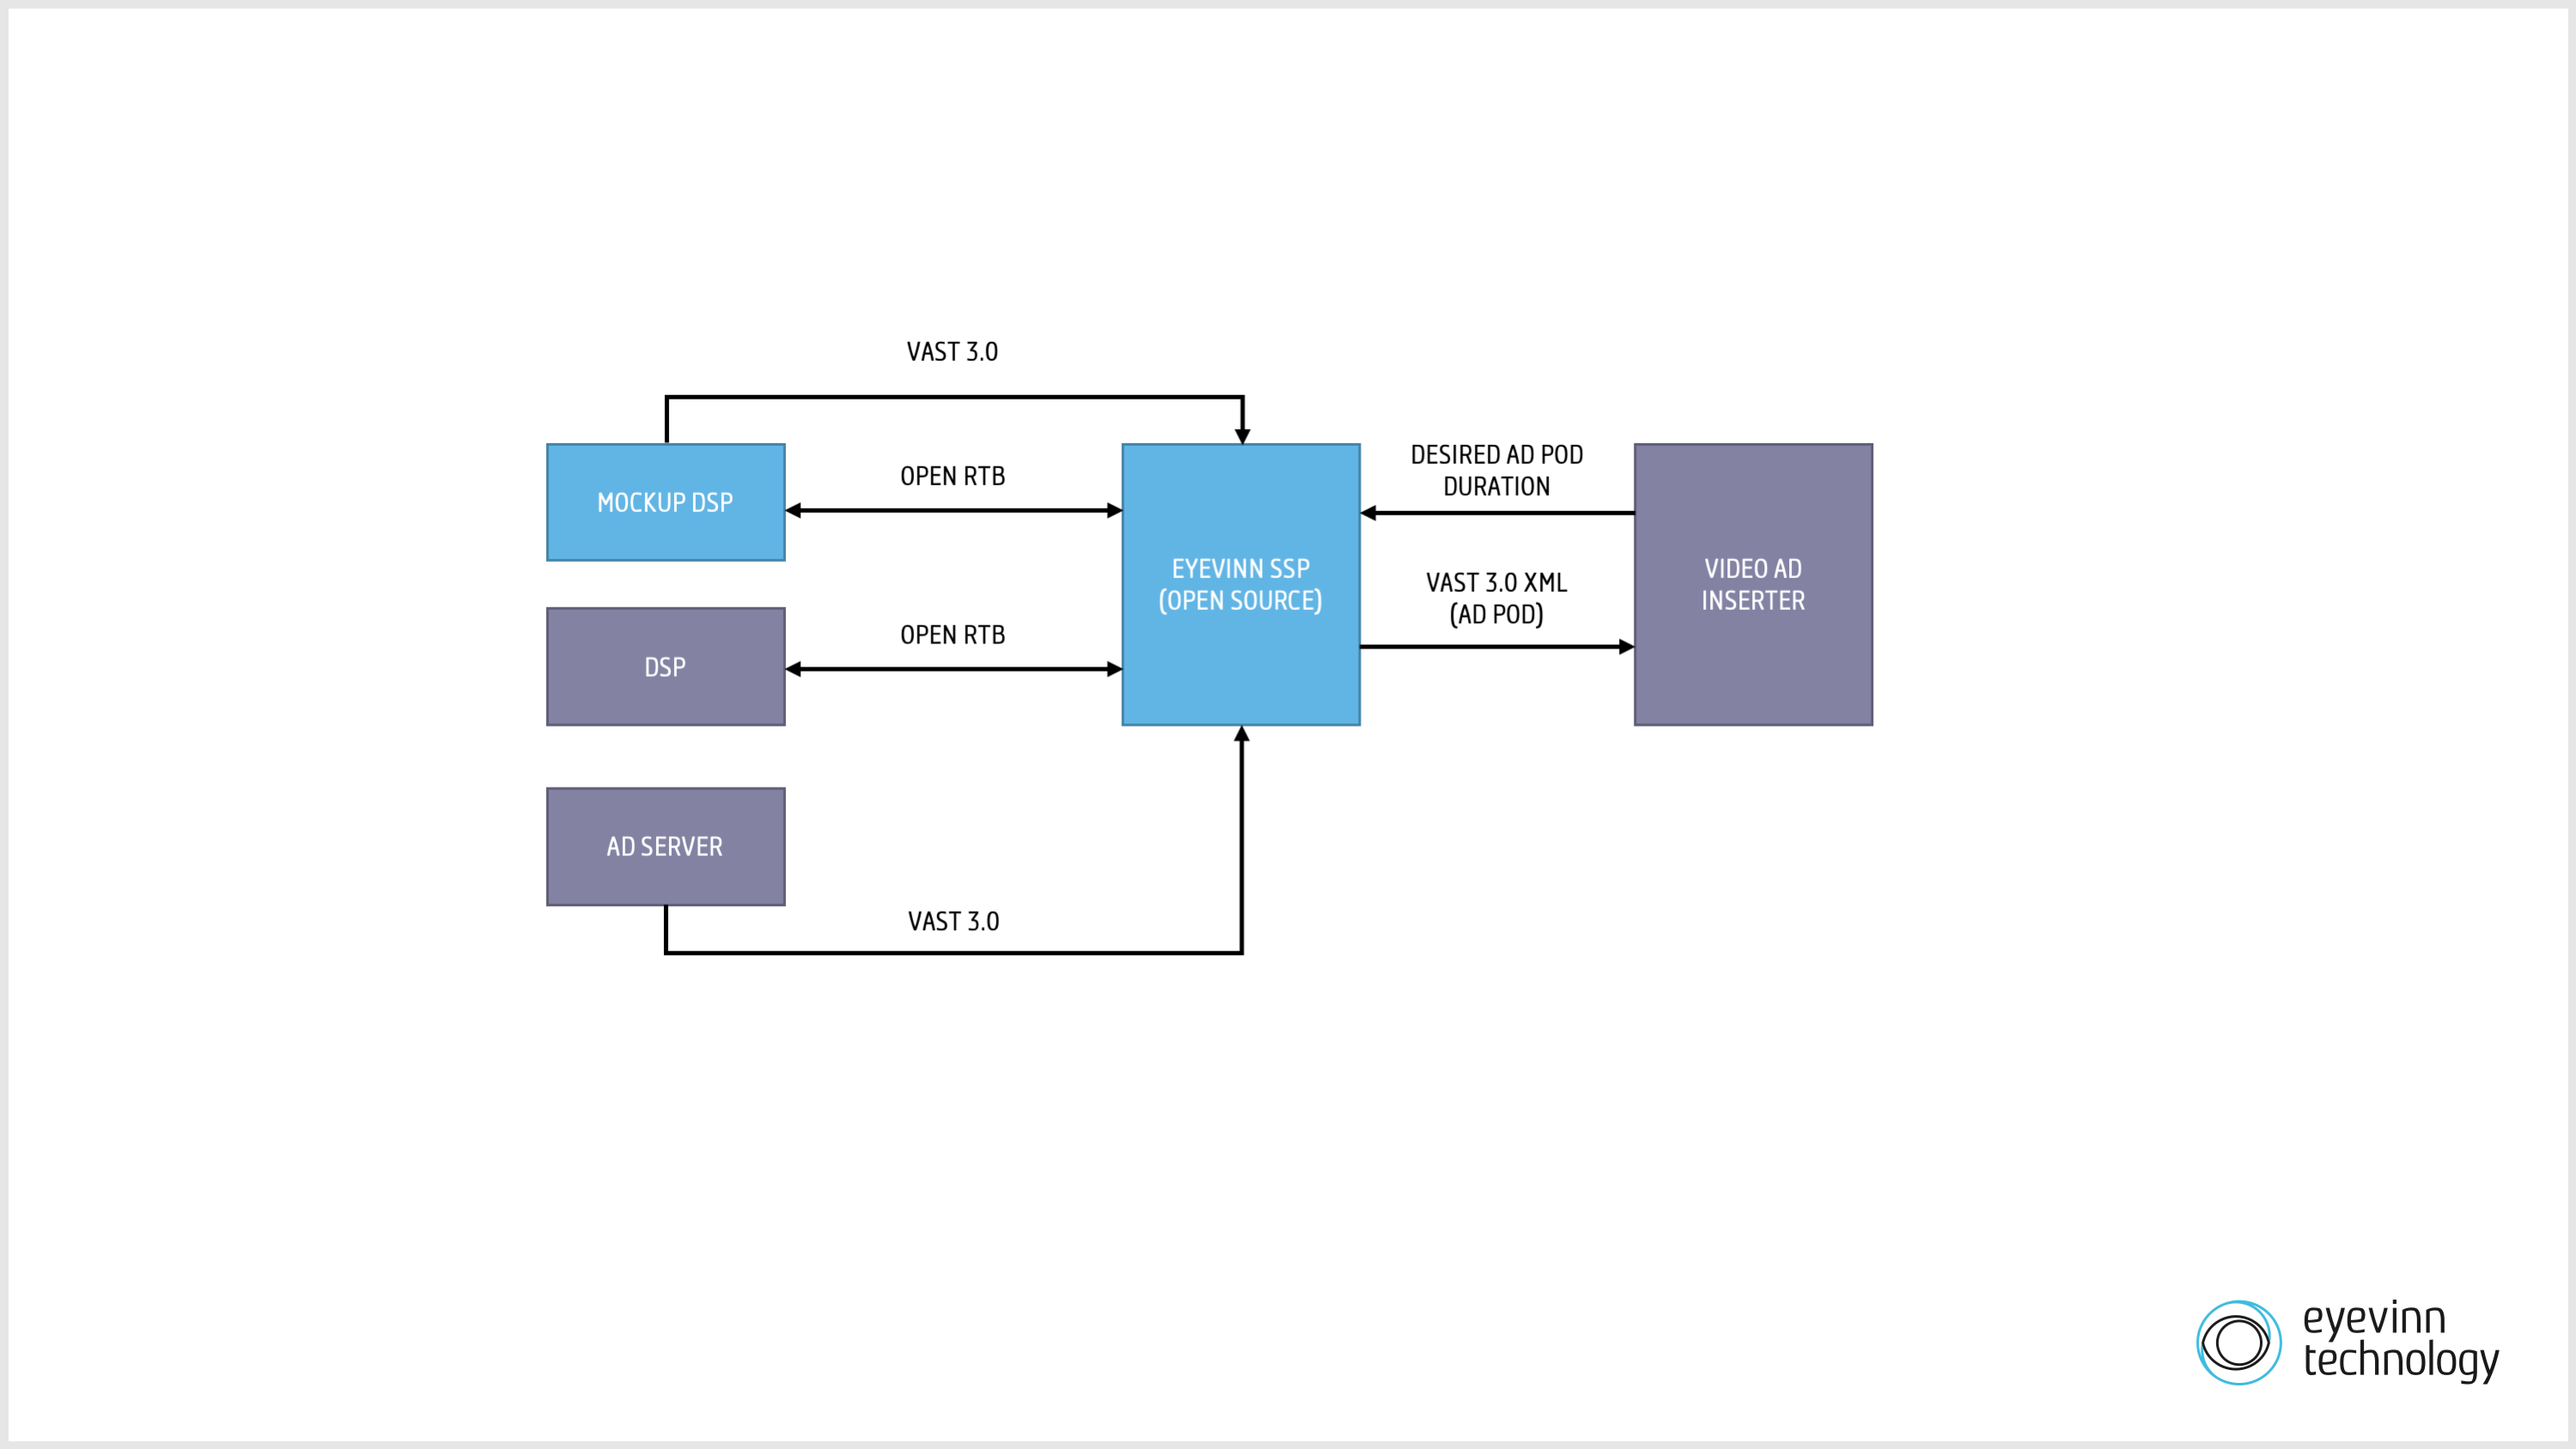 VAST 3.0
MOCKUP DSP
OPEN RTB
DESIRED AD POD
DURATION
EYEVINN SSP
(OPEN SOURCE)
VIDEO AD
INSERTER
VAST 3.0 XML
(AD POD)
DSP
OPEN RTB
AD SERVER
VAST 3.0
eyevinn
technology